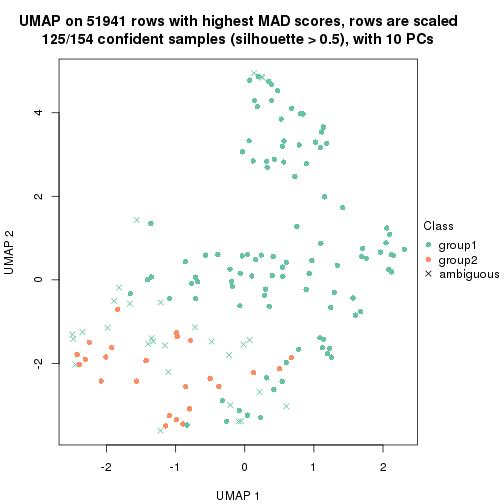 UMAP on 51941 rows with highest MAD scores, rows are scaled
125/154 confident samples (silhouette > 0.5), with 10 PCs
4
2
0
-2
UMAP 2
-2
-1
0
1
2
UMAP 1
Class
group1
group2
ambiguous